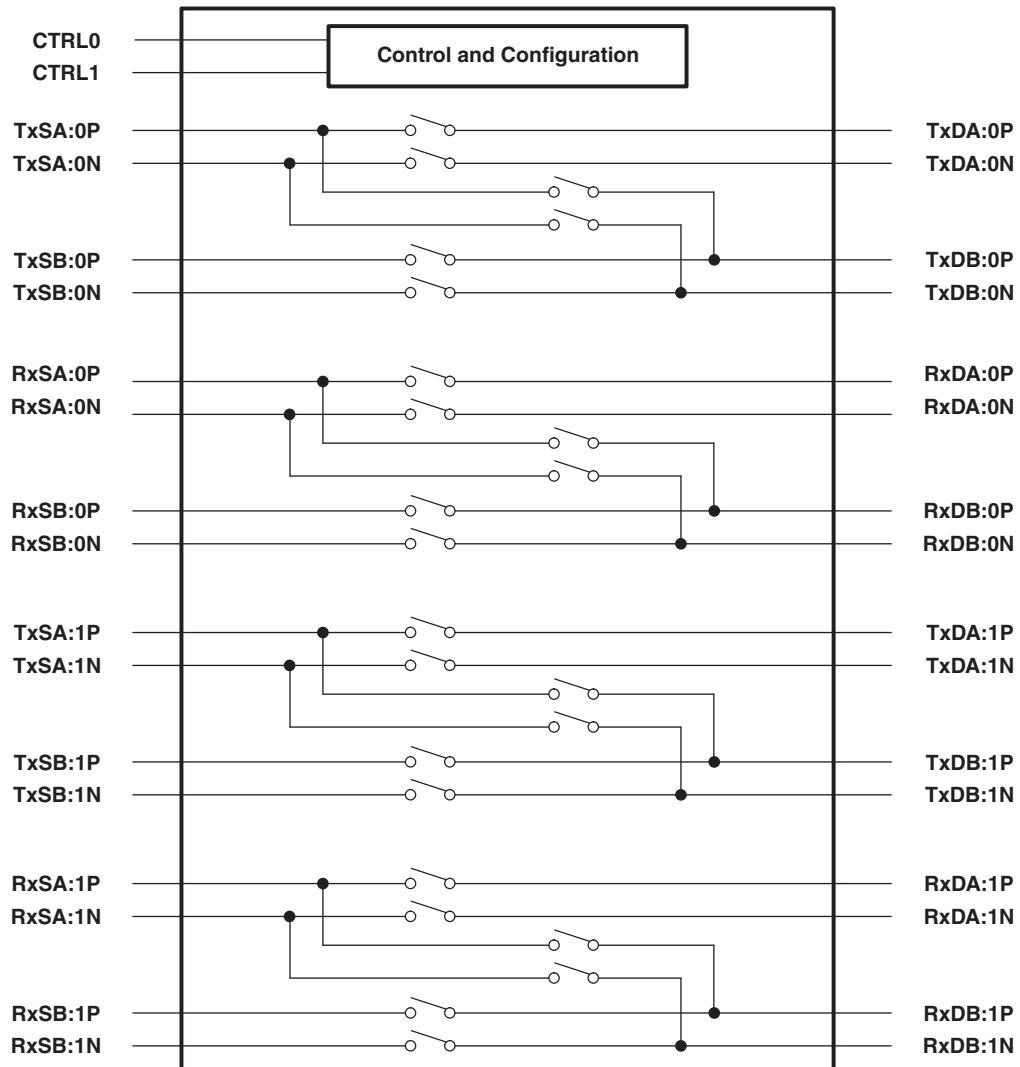 CTRL0
CTRL1
Control and Configuration
TxSA:0P
TxDA:0P
TxSA:0N
TxDA:0N
TxSB:0P
TxDB:0P
TxSB:0N
TxDB:0N
RxSA:0P
RxDA:0P
RxSA:0N
RxDA:0N
RxSB:0P
RxDB:0P
RxSB:0N
RxDB:0N
TxSA:1P
TxDA:1P
TxSA:1N
TxDA:1N
TxSB:1P
TxDB:1P
TxSB:1N
TxDB:1N
RxSA:1P
RxDA:1P
RxSA:1N
RxDA:1N
RxSB:1P
RxDB:1P
RxSB:1N
RxDB:1N